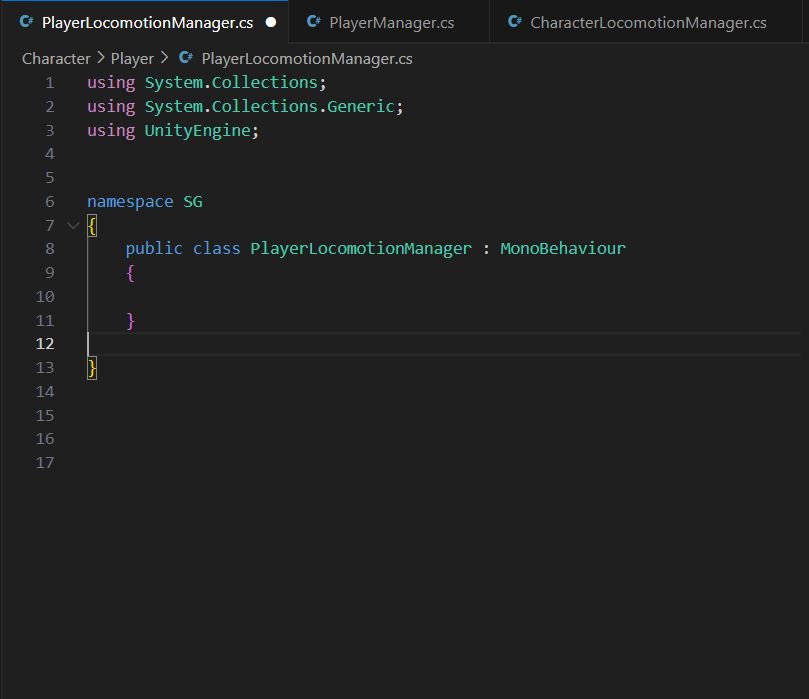 C# PlayerLocomotionManager.cs ● C# PlayerManager.cs C# CharacterLocomotionManager.cs
Character > Player > C# PlayerLocomotionManager.cs
1 using System.Collections;
2 using System.Collections.Generic;
3 using UnityEngine;
4
5
6 namespace SG
7 {
8 public class PlayerLocomotionManager : MonoBehaviour
9 {
10
11 }
12
13 }
14
15
16
17